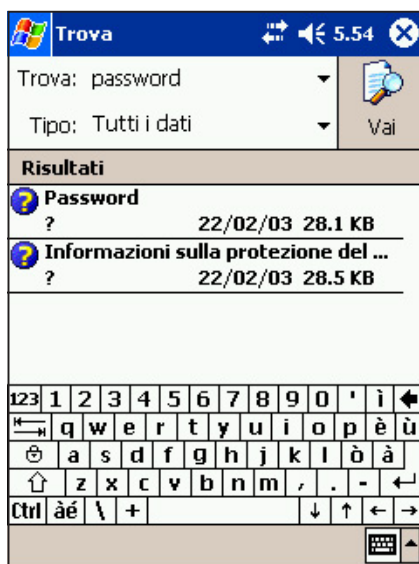 Trova 5.54
Trova: password
Tipo: Tutti i dati
Vai
Risultati
Password
? 22/02/03 28.1 KB
Informazioni sulla protezione del ...
? 22/02/03 28.5 KB
123 1 2 3 4 5 6 7 8 9 0 ' ì
q w e r t y u i o p è ù
a s d f g h j k l ò à
z x c v b n m , . -
Ctrl àé \ +